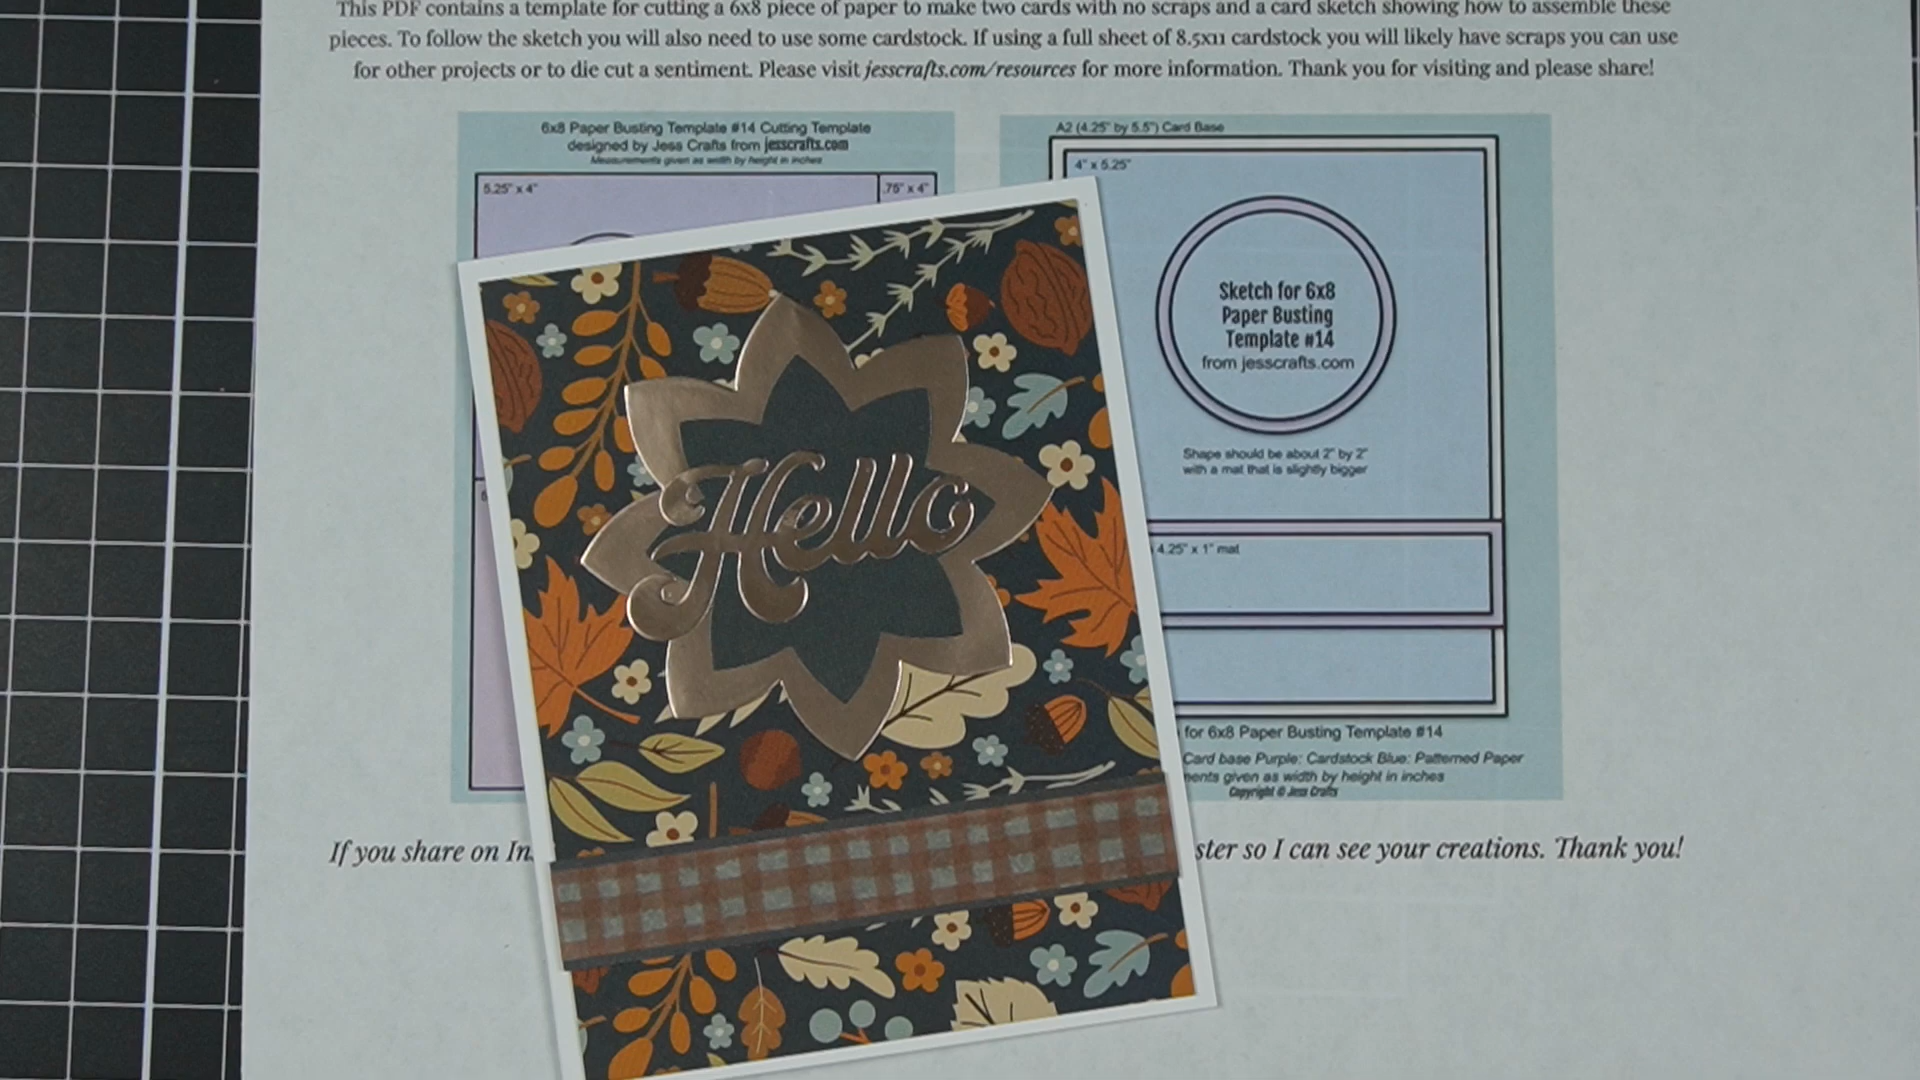 This PDF contains a template for cutting a 6x8 piece of paper to make two cards with no scraps and a card sketch showing how to assemble these
pieces. To follow the sketch you will also need to use some cardstock. If using a full sheet of 8.5x11 cardstock you will likely have scraps you can use
for other projects or to die cut a sentiment. Please visit jesscrafts.com/resources for more information. Thank you for visiting and please share!
6x8 Paper Busting Template #14 Cutting Template
designed by Jess Crafts from jesscrafts.com
Measurements given as width by height in inches
5.25" x 4"
.75" x 4"
Hello
A2 (4.25" by 5.5") Card Base
4" x 5.25"
Sketch for 6x8
Paper Busting
Template #14
from jesscrafts.com
Shape should be about 2" by 2"
with a mat that is slightly bigger
4.25" x 1" mat
for 6x8 Paper Busting Template #14
Card base Purple: Cardstock Blue: Patterned Paper
given as width by height in inches
Copyright © Jess Crafts
If you share on
so I can see your creations. Thank you!